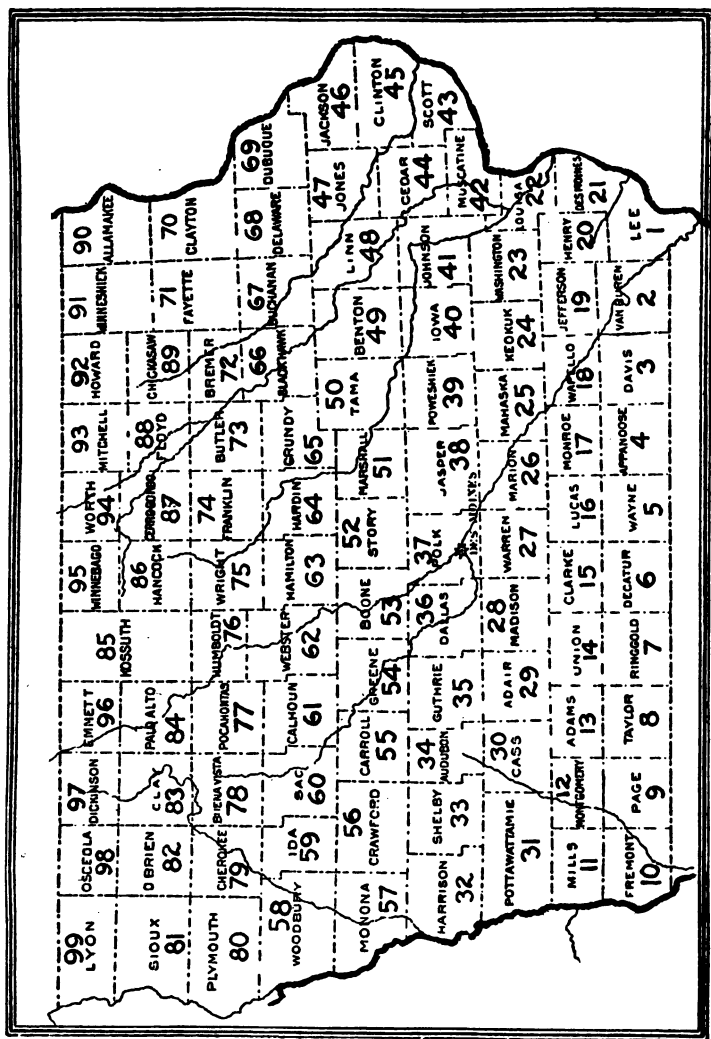 99
LYON
OSCEOLA
98
97
DICKINSON
EMMETT
96
85
KOSSUTH
95
WINNEBAGO
WORTH
94
93
MITCHELL
92
HOWARD
91
WINNESHIEK
90
ALLAMAKEE
SIOUX
81
O'BRIEN
82
CLAY
83
PALO ALTO
84
86
HANCOCK
CERRO GORDO
87
88
FLOYD
CHICKASAW
89
71
FAYETTE
70
CLAYTON
PLYMOUTH
80
CHEROKEE
79
BUENA VISTA
78
POCAHONTAS
77
HUMBOLDT
76
WRIGHT
75
74
FRANKLIN
BUTLER
73
BREMER
72
58
WOODBURY
IDA
59
SAC
60
CALHOUN
61
WEBSTER
62
HAMILTON
63
HARDIN
64
GRUNDY
65
66
BLACK HAWK
67
BUCHANAN
68
DELAWARE
69
DUBUQUE
MONONA
57
56
CRAWFORD
CARROLL
55
GREENE
54
BOONE
53
52
STORY
MARSHALL
51
50
TAMA
BENTON
49
LINN
48
47
JONES
JACKSON
46
CLINTON
45
HARRISON
32
SHELBY
33
34
AUDUBON
GUTHRIE
35
36
DALLAS
37
POLK
DES MOINES
JASPER
38
POWESHIEK
39
IOWA
40
JOHNSON
41
CEDAR
44
SCOTT
43
MUSCATINE
42
POTTAWATTAMIE
31
30
CASS
ADAIR
29
28
MADISON
WARREN
27
MARION
26
MAHASKA
25
KEOKUK
24
WASHINGTON
23
LOUISA
22
MILLS
11
12
MONTGOMERY
ADAMS
13
UNION
14
CLARKE
15
LUCAS
16
MONROE
17
WAPELLO
18
JEFFERSON
19
HENRY
20
DES MOINES
21
FREMONT
10
PAGE
9
TAYLOR
8
RINGGOLD
7
DECATUR
6
WAYNE
5
APPANOOSE
4
DAVIS
3
VAN BUREN
2
LEE
1